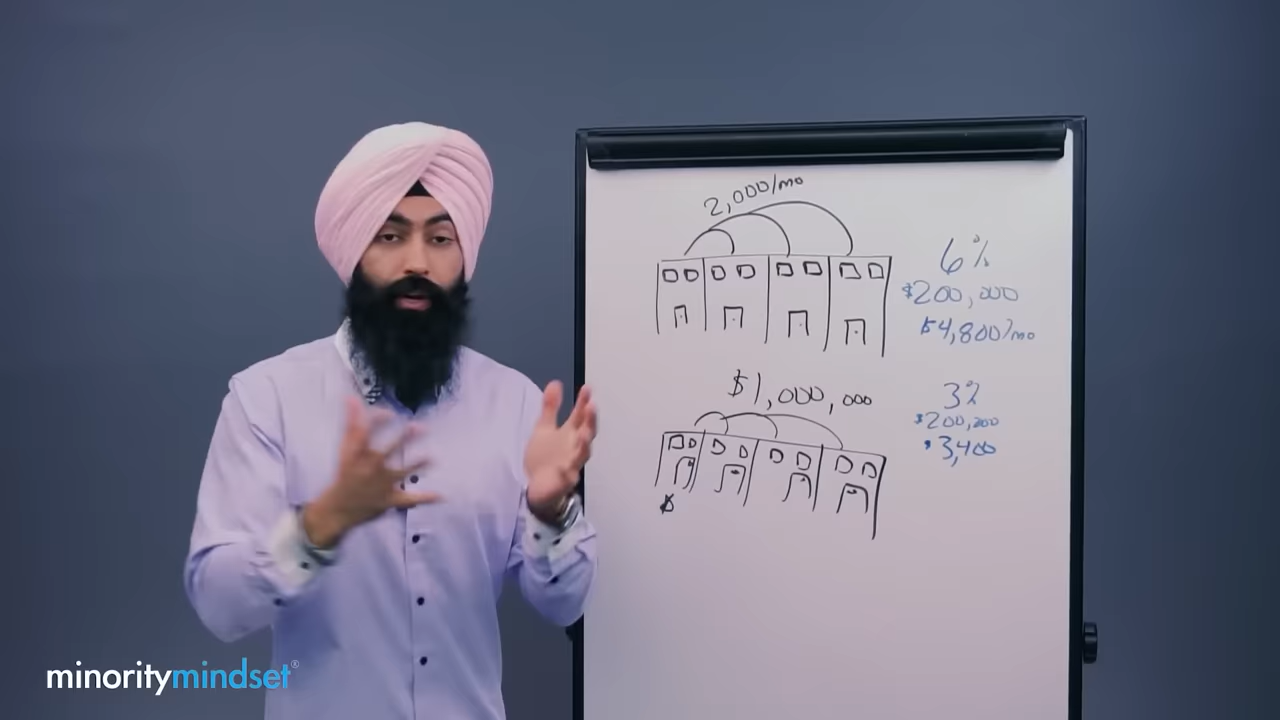 2,000/mo
6%
$200,000
$4,800/mo
$1,000,000
3%
$200,000
$3,400
$
minoritymindset®